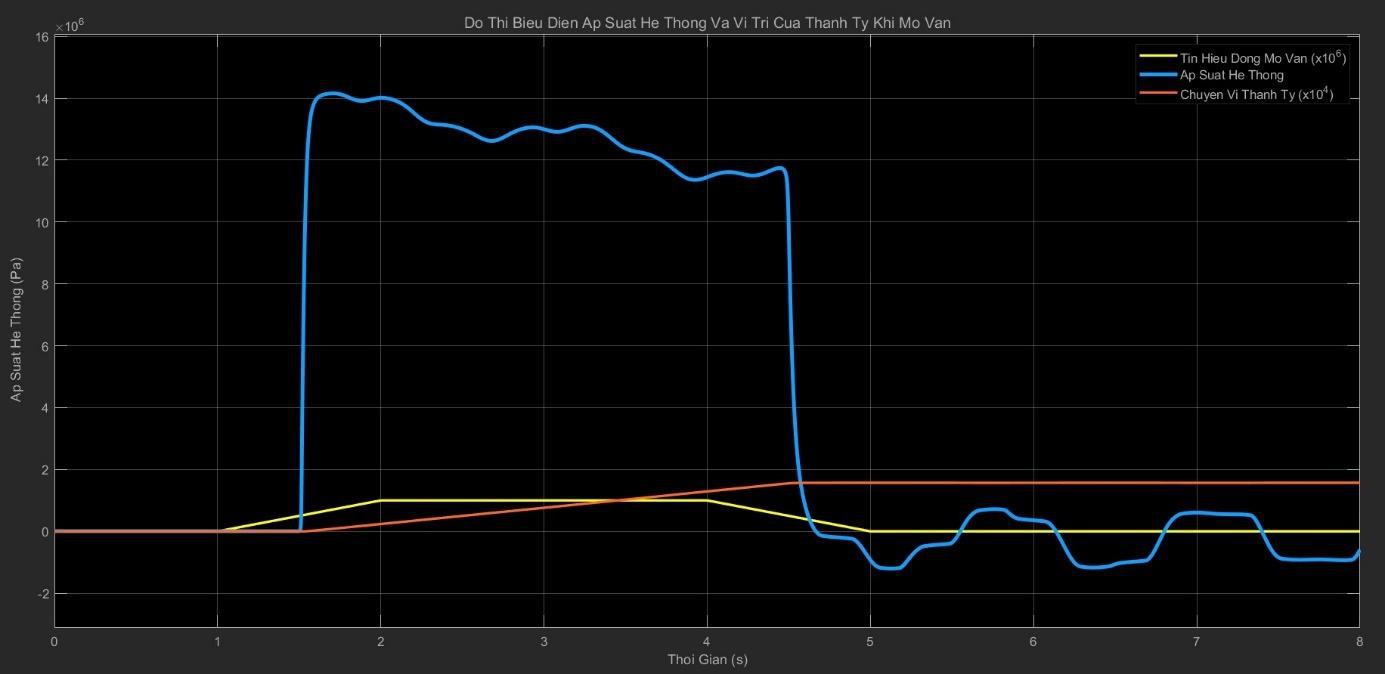 Do Thi Bieu Dien Ap Suat He Thong Va Vi Tri Cua Thanh Ty Khi Mo Van
×10⁶
16
14
12
10
8
6
4
2
0
-2
Ap Suat He Thong (Pa)
Tin Hieu Dong Mo Van (x10⁶)
Ap Suat He Thong
Chuyen Vi Thanh Ty (x10⁴)
0 1 2 3 4 5 6 7 8
Thoi Gian (s)